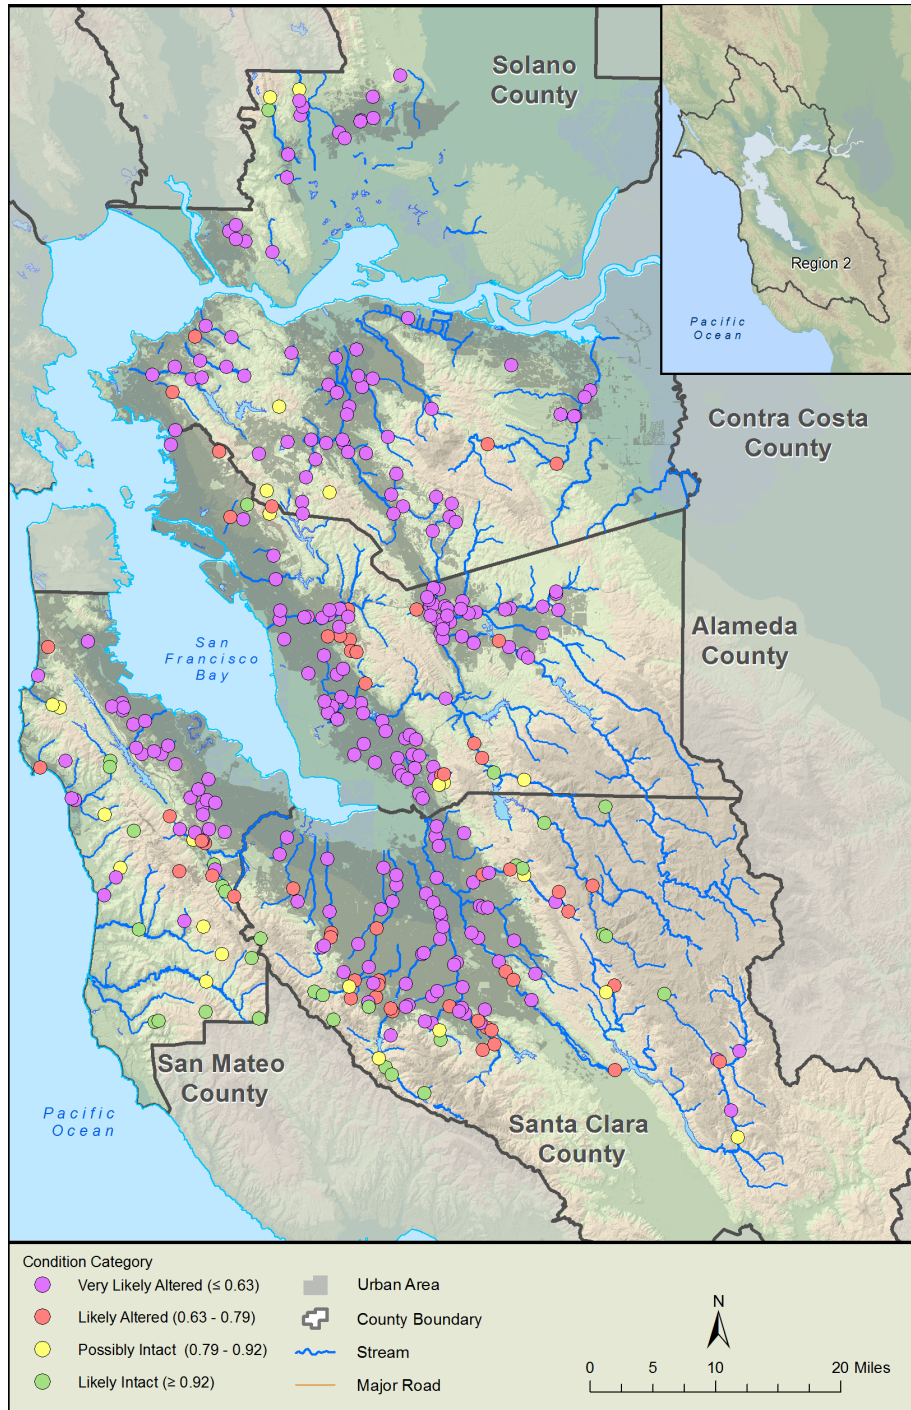 Solano
County
Region 2
Pacific
Ocean
Contra Costa
County
Alameda
County
San
Francisco
Bay
San Mateo
County
Pacific
Ocean
Santa Clara
County
Condition Category
Very Likely Altered (≤ 0.63)
Likely Altered (0.63 - 0.79)
Possibly Intact (0.79 - 0.92)
Likely Intact (≥ 0.92)
Urban Area
County Boundary
Stream
Major Road
N
0 5 10 20 Miles